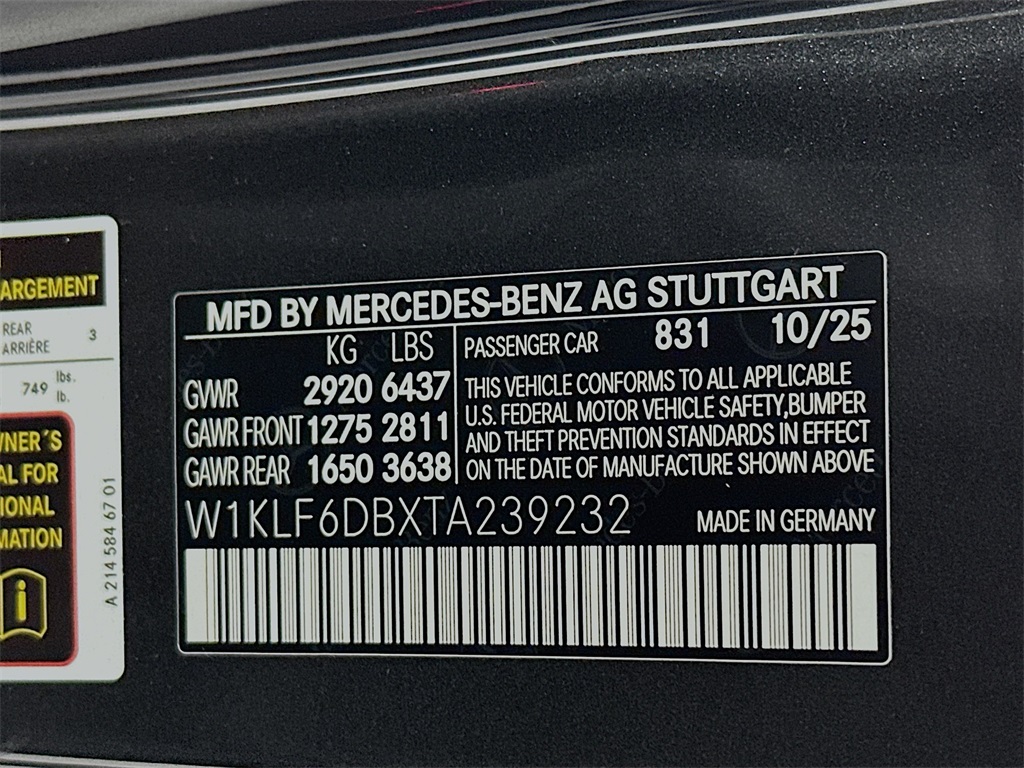 ARGEMENT
REAR
ARRIÈRE 3
749 lbs.
lb.
WNER´S
AL FOR
IONAL
MATION
i
A 214 584 67 01
MFD BY MERCEDES-BENZ AG STUTTGART
KG LBS
GVWR 2920 6437
GAWR FRONT 1275 2811
GAWR REAR 1650 3638
PASSENGER CAR 831 10/25
THIS VEHICLE CONFORMS TO ALL APPLICABLE
U.S. FEDERAL MOTOR VEHICLE SAFETY,BUMPER
AND THEFT PREVENTION STANDARDS IN EFFECT
ON THE DATE OF MANUFACTURE SHOWN ABOVE
W1KLF6DBXTA239232 MADE IN GERMANY